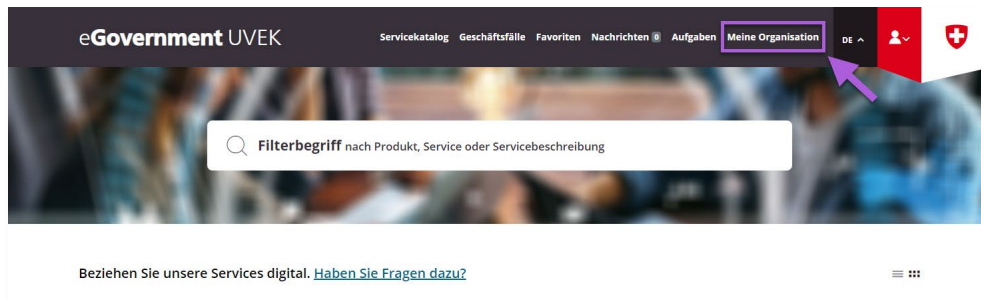 eGovernment UVEK
Servicekatalog Geschäftsfälle Favoriten Nachrichten 0 Aufgaben Meine Organisation DE
Filterbegriff nach Produkt, Service oder Servicebeschreibung
Beziehen Sie unsere Services digital. Haben Sie Fragen dazu?